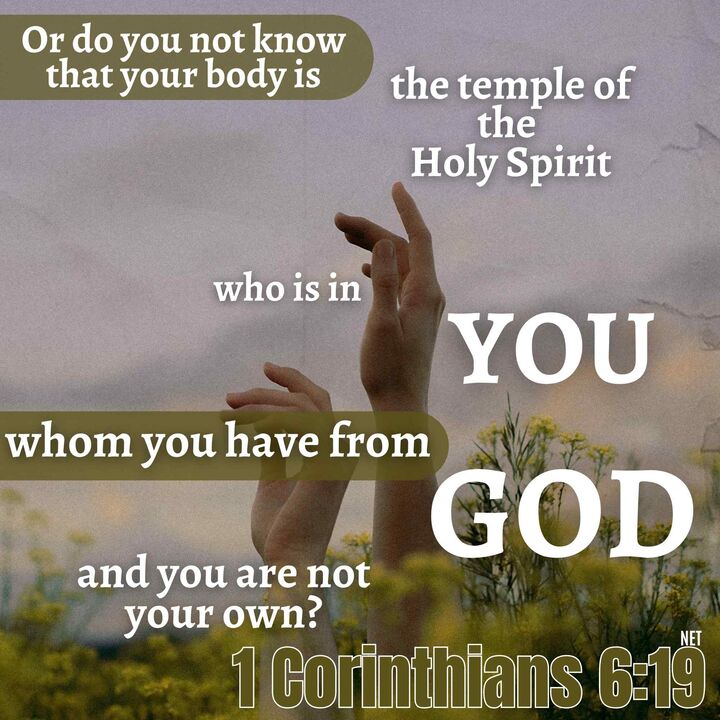 Or do you not know
that your body is
the temple of
the
Holy Spirit
who is in
YOU
whom you have from
GOD
and you are not
your own?
NET
1 Corinthians 6:19